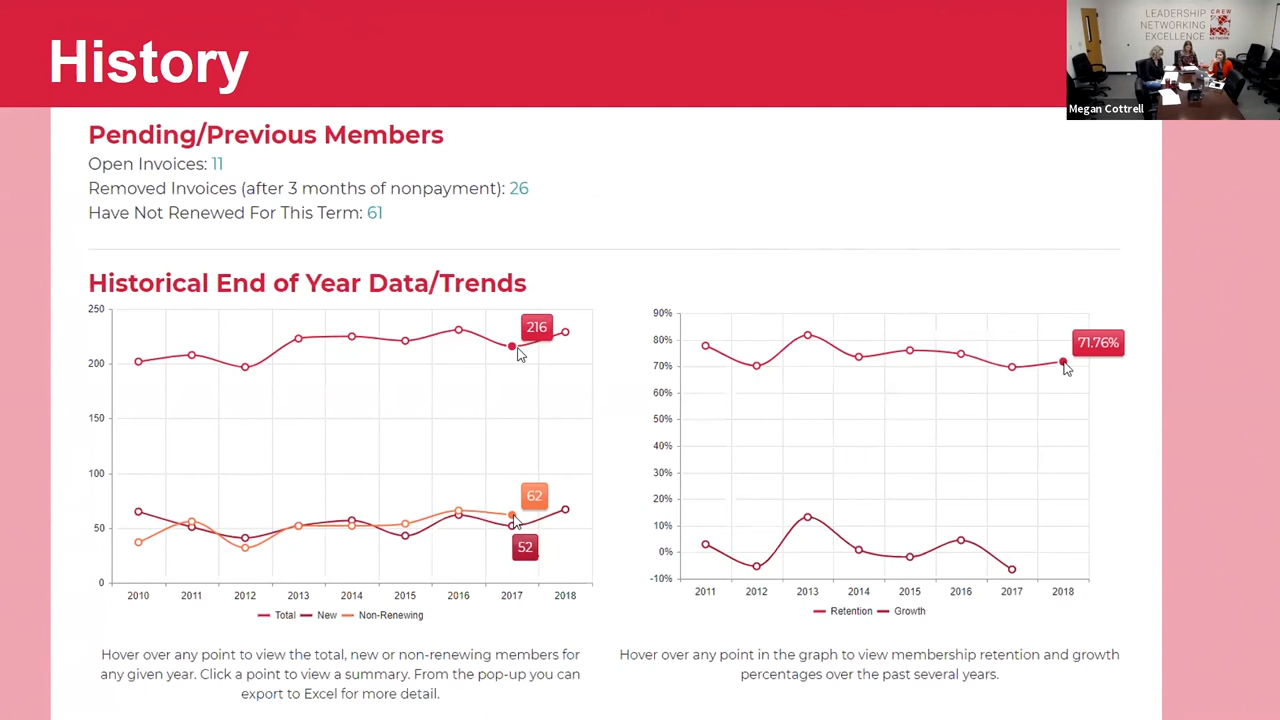 History
LEADERSHIP
NETWORKING
EXCELLENCE
CREW
NETWORK
Megan Cottrell
Pending/Previous Members
Open Invoices: 11
Removed Invoices (after 3 months of nonpayment): 26
Have Not Renewed For This Term: 61
Historical End of Year Data/Trends
250
200
150
100
50
0
216
62
52
2010 2011 2012 2013 2014 2015 2016 2017 2018
Total New Non-Renewing
Hover over any point to view the total, new or non-renewing members for
any given year. Click a point to view a summary. From the pop-up you can
export to Excel for more detail.
90%
80%
70%
60%
50%
40%
30%
20%
10%
0%
-10%
71.76%
2011 2012 2013 2014 2015 2016 2017 2018
Retention Growth
Hover over any point in the graph to view membership retention and growth
percentages over the past several years.